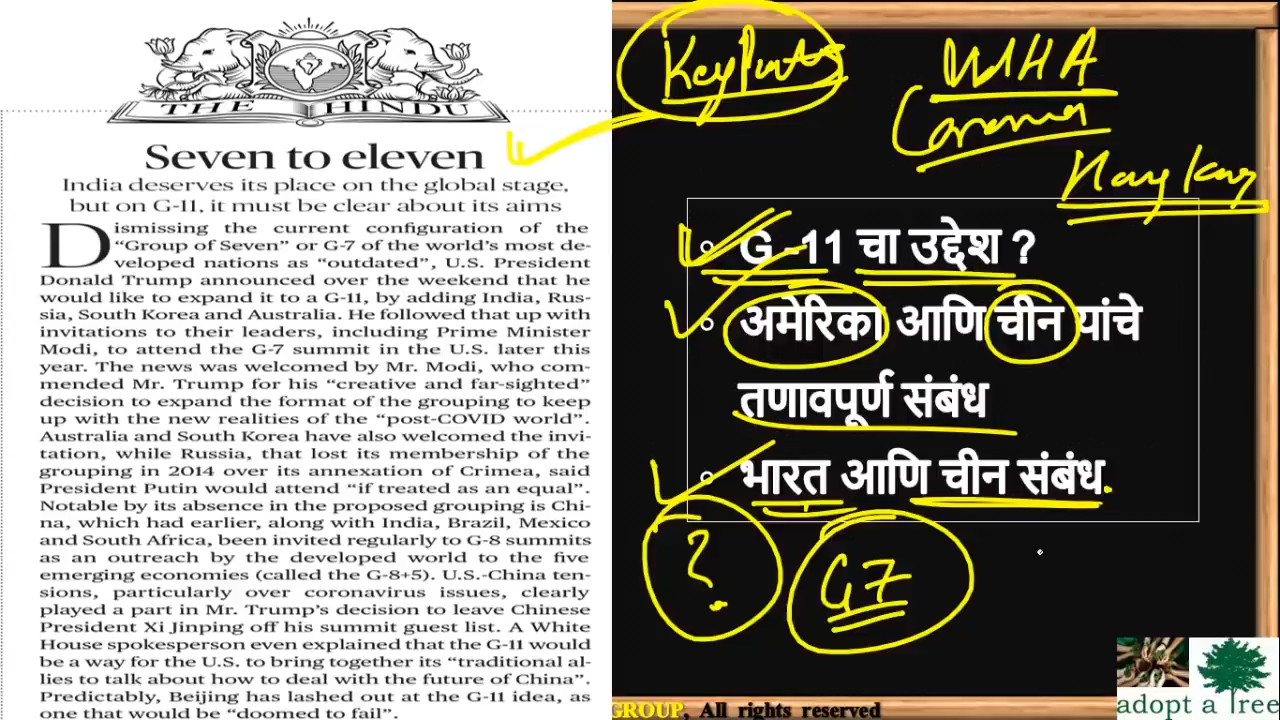 THE HINDU
Seven to eleven
India deserves its place on the global stage,
but on G-11, it must be clear about its aims
Dismissing the current configuration of the
“Group of Seven” or G-7 of the world’s most de-
veloped nations as “outdated”, U.S. President
Donald Trump announced over the weekend that he
would like to expand it to a G-11, by adding India, Rus-
sia, South Korea and Australia. He followed that up with
invitations to their leaders, including Prime Minister
Modi, to attend the G-7 summit in the U.S. later this
year. The news was welcomed by Mr. Modi, who com-
mended Mr. Trump for his “creative and far-sighted”
decision to expand the format of the grouping to keep
up with the new realities of the “post-COVID world”.
Australia and South Korea have also welcomed the invi-
tation, while Russia, that lost its membership of the
grouping in 2014 over its annexation of Crimea, said
President Putin would attend “if treated as an equal”.
Notable by its absence in the proposed grouping is Chi-
na, which had earlier, along with India, Brazil, Mexico
and South Africa, been invited regularly to G-8 summits
as an outreach by the developed world to the five
emerging economies (called the G-8+5). U.S.-China ten-
sions, particularly over coronavirus issues, clearly
played a part in Mr. Trump’s decision to leave Chinese
President Xi Jinping off his summit guest list. A White
House spokesperson even explained that the G-11 would
be a way for the U.S. to bring together its “traditional al-
lies to talk about how to deal with the future of China”.
Predictably, Beijing has lashed out at the G-11 idea, as
one that would be “doomed to fail”.
Key Points
WHA
Corona
Hong Kong
G -11 चा उद्देश ?
अमेरिका आणि चीन यांचे
तणावपूर्ण संबंध
भारत आणि चीन संबंध.
?
G7
GROUP, All rights reserved
adopt a Tree